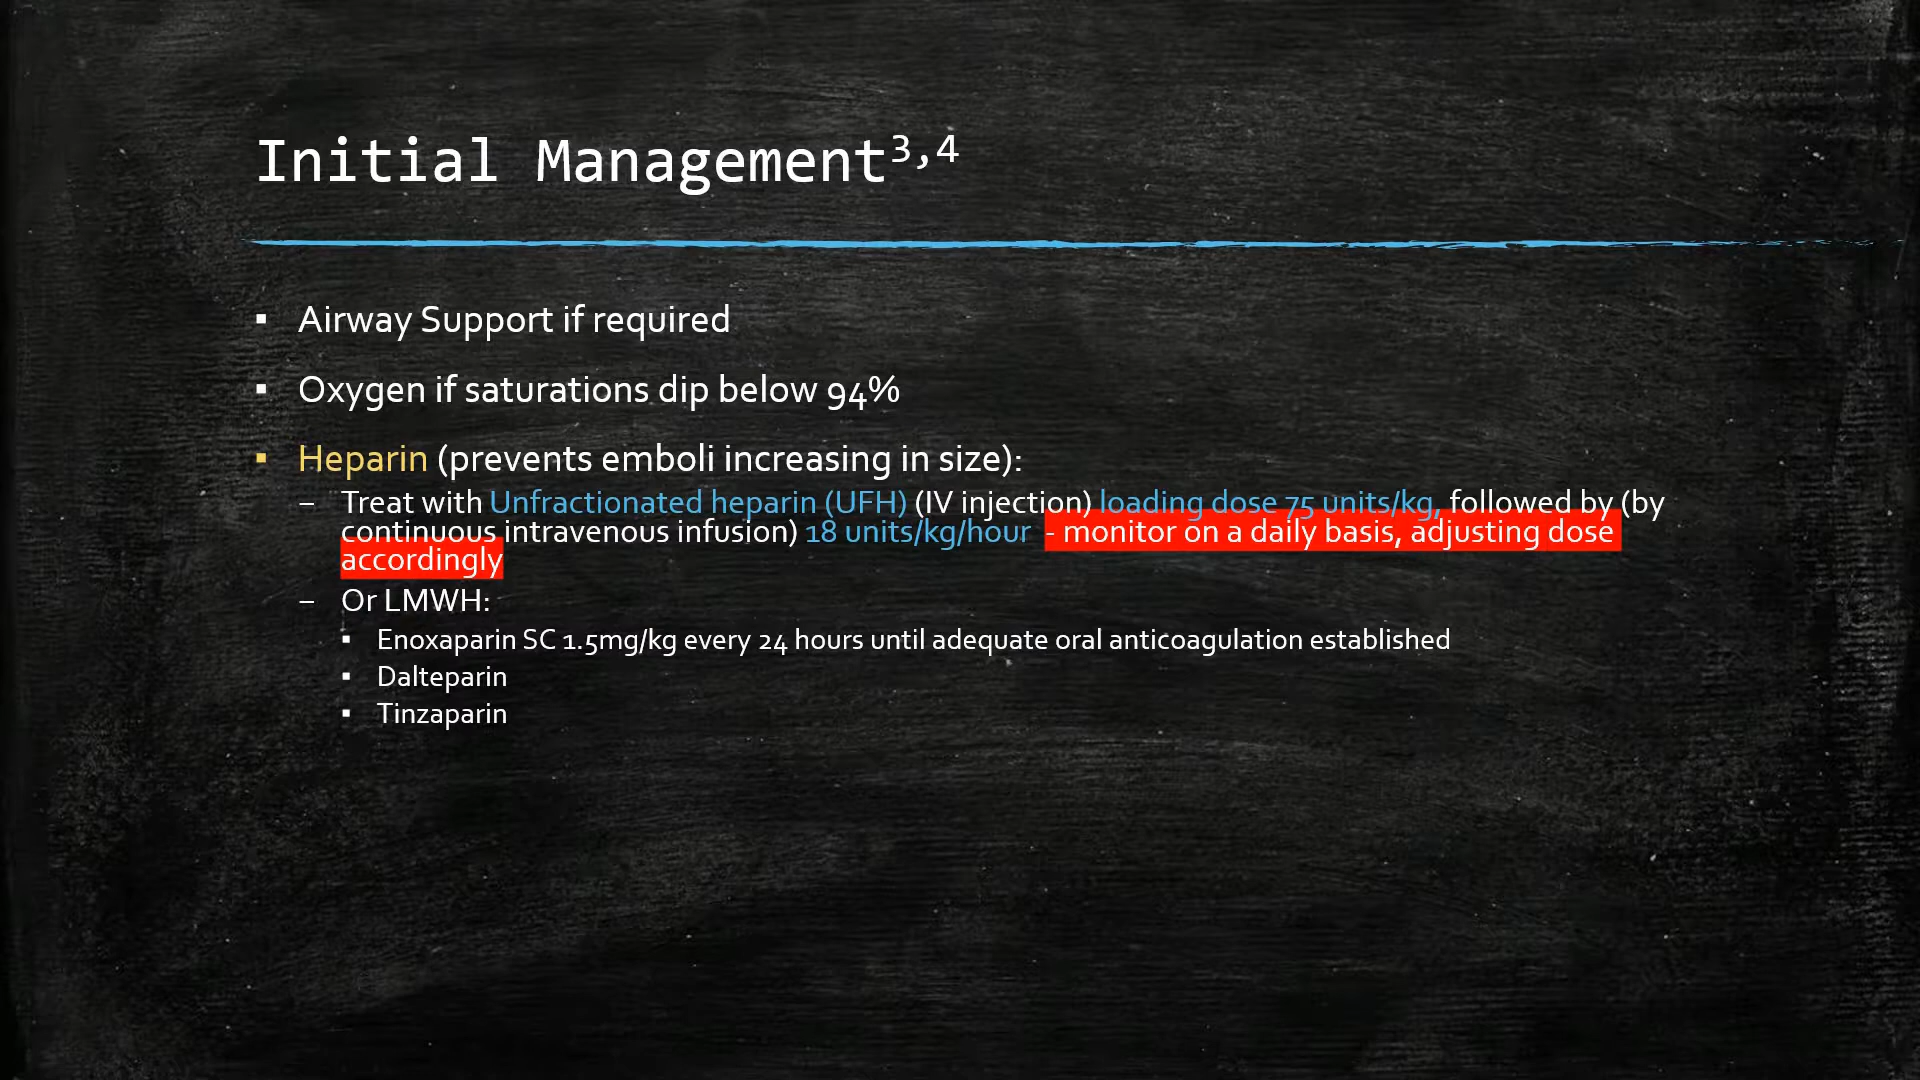 Initial Management3,4
▪ Airway Support if required
▪ Oxygen if saturations dip below 94%
▪ Heparin (prevents emboli increasing in size):
– Treat with Unfractionated heparin (UFH) (IV injection) loading dose 75 units/kg, followed by (by
continuous intravenous infusion) 18 units/kg/hour - monitor on a daily basis, adjusting dose
accordingly
– Or LMWH:
▪ Enoxaparin SC 1.5mg/kg every 24 hours until adequate oral anticoagulation established
▪ Dalteparin
▪ Tinzaparin